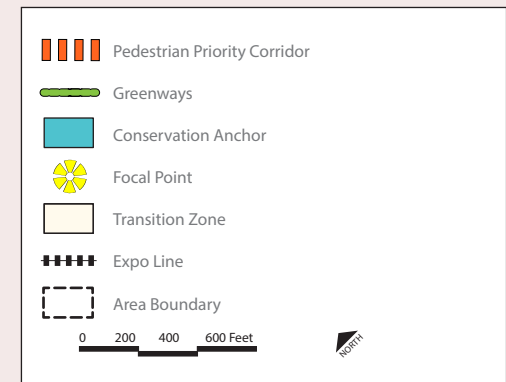 Pedestrian Priority Corridor
Greenways
Conservation Anchor
Focal Point
Transition Zone
Expo Line
Area Boundary
0 200 400 600 Feet
NORTH